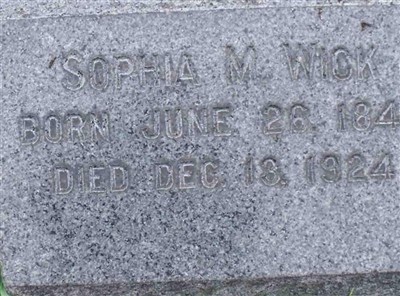 SOPHIA M. WICK
BORN JUNE 26, 184
DIED DEC. 13, 1924